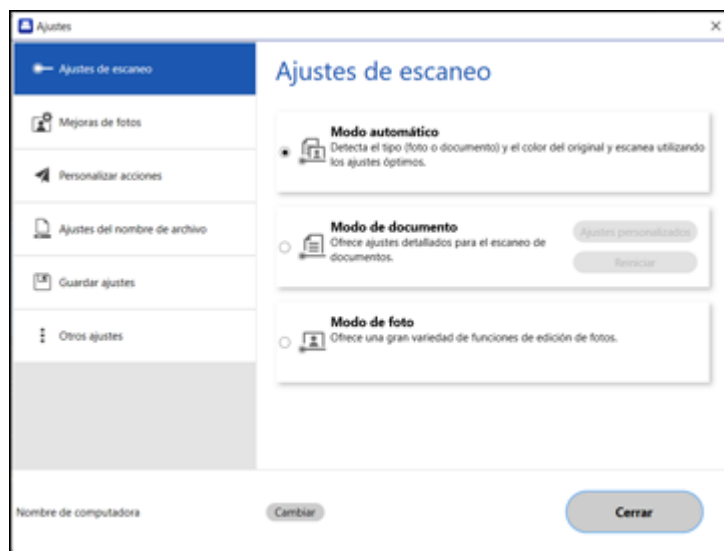 Ajustes
Ajustes de escaneo
Mejoras de fotos
Personalizar acciones
Ajustes del nombre de archivo
Guardar ajustes
Otros ajustes
Ajustes de escaneo
Modo automático
Detecta el tipo (foto o documento) y el color del original y escanea utilizando
los ajustes óptimos.
Modo de documento
Ofrece ajustes detallados para el escaneo de
documentos.
Ajustes personalizados
Reiniciar
Modo de foto
Ofrece una gran variedad de funciones de edición de fotos.
Nombre de computadora
Cambiar
Cerrar